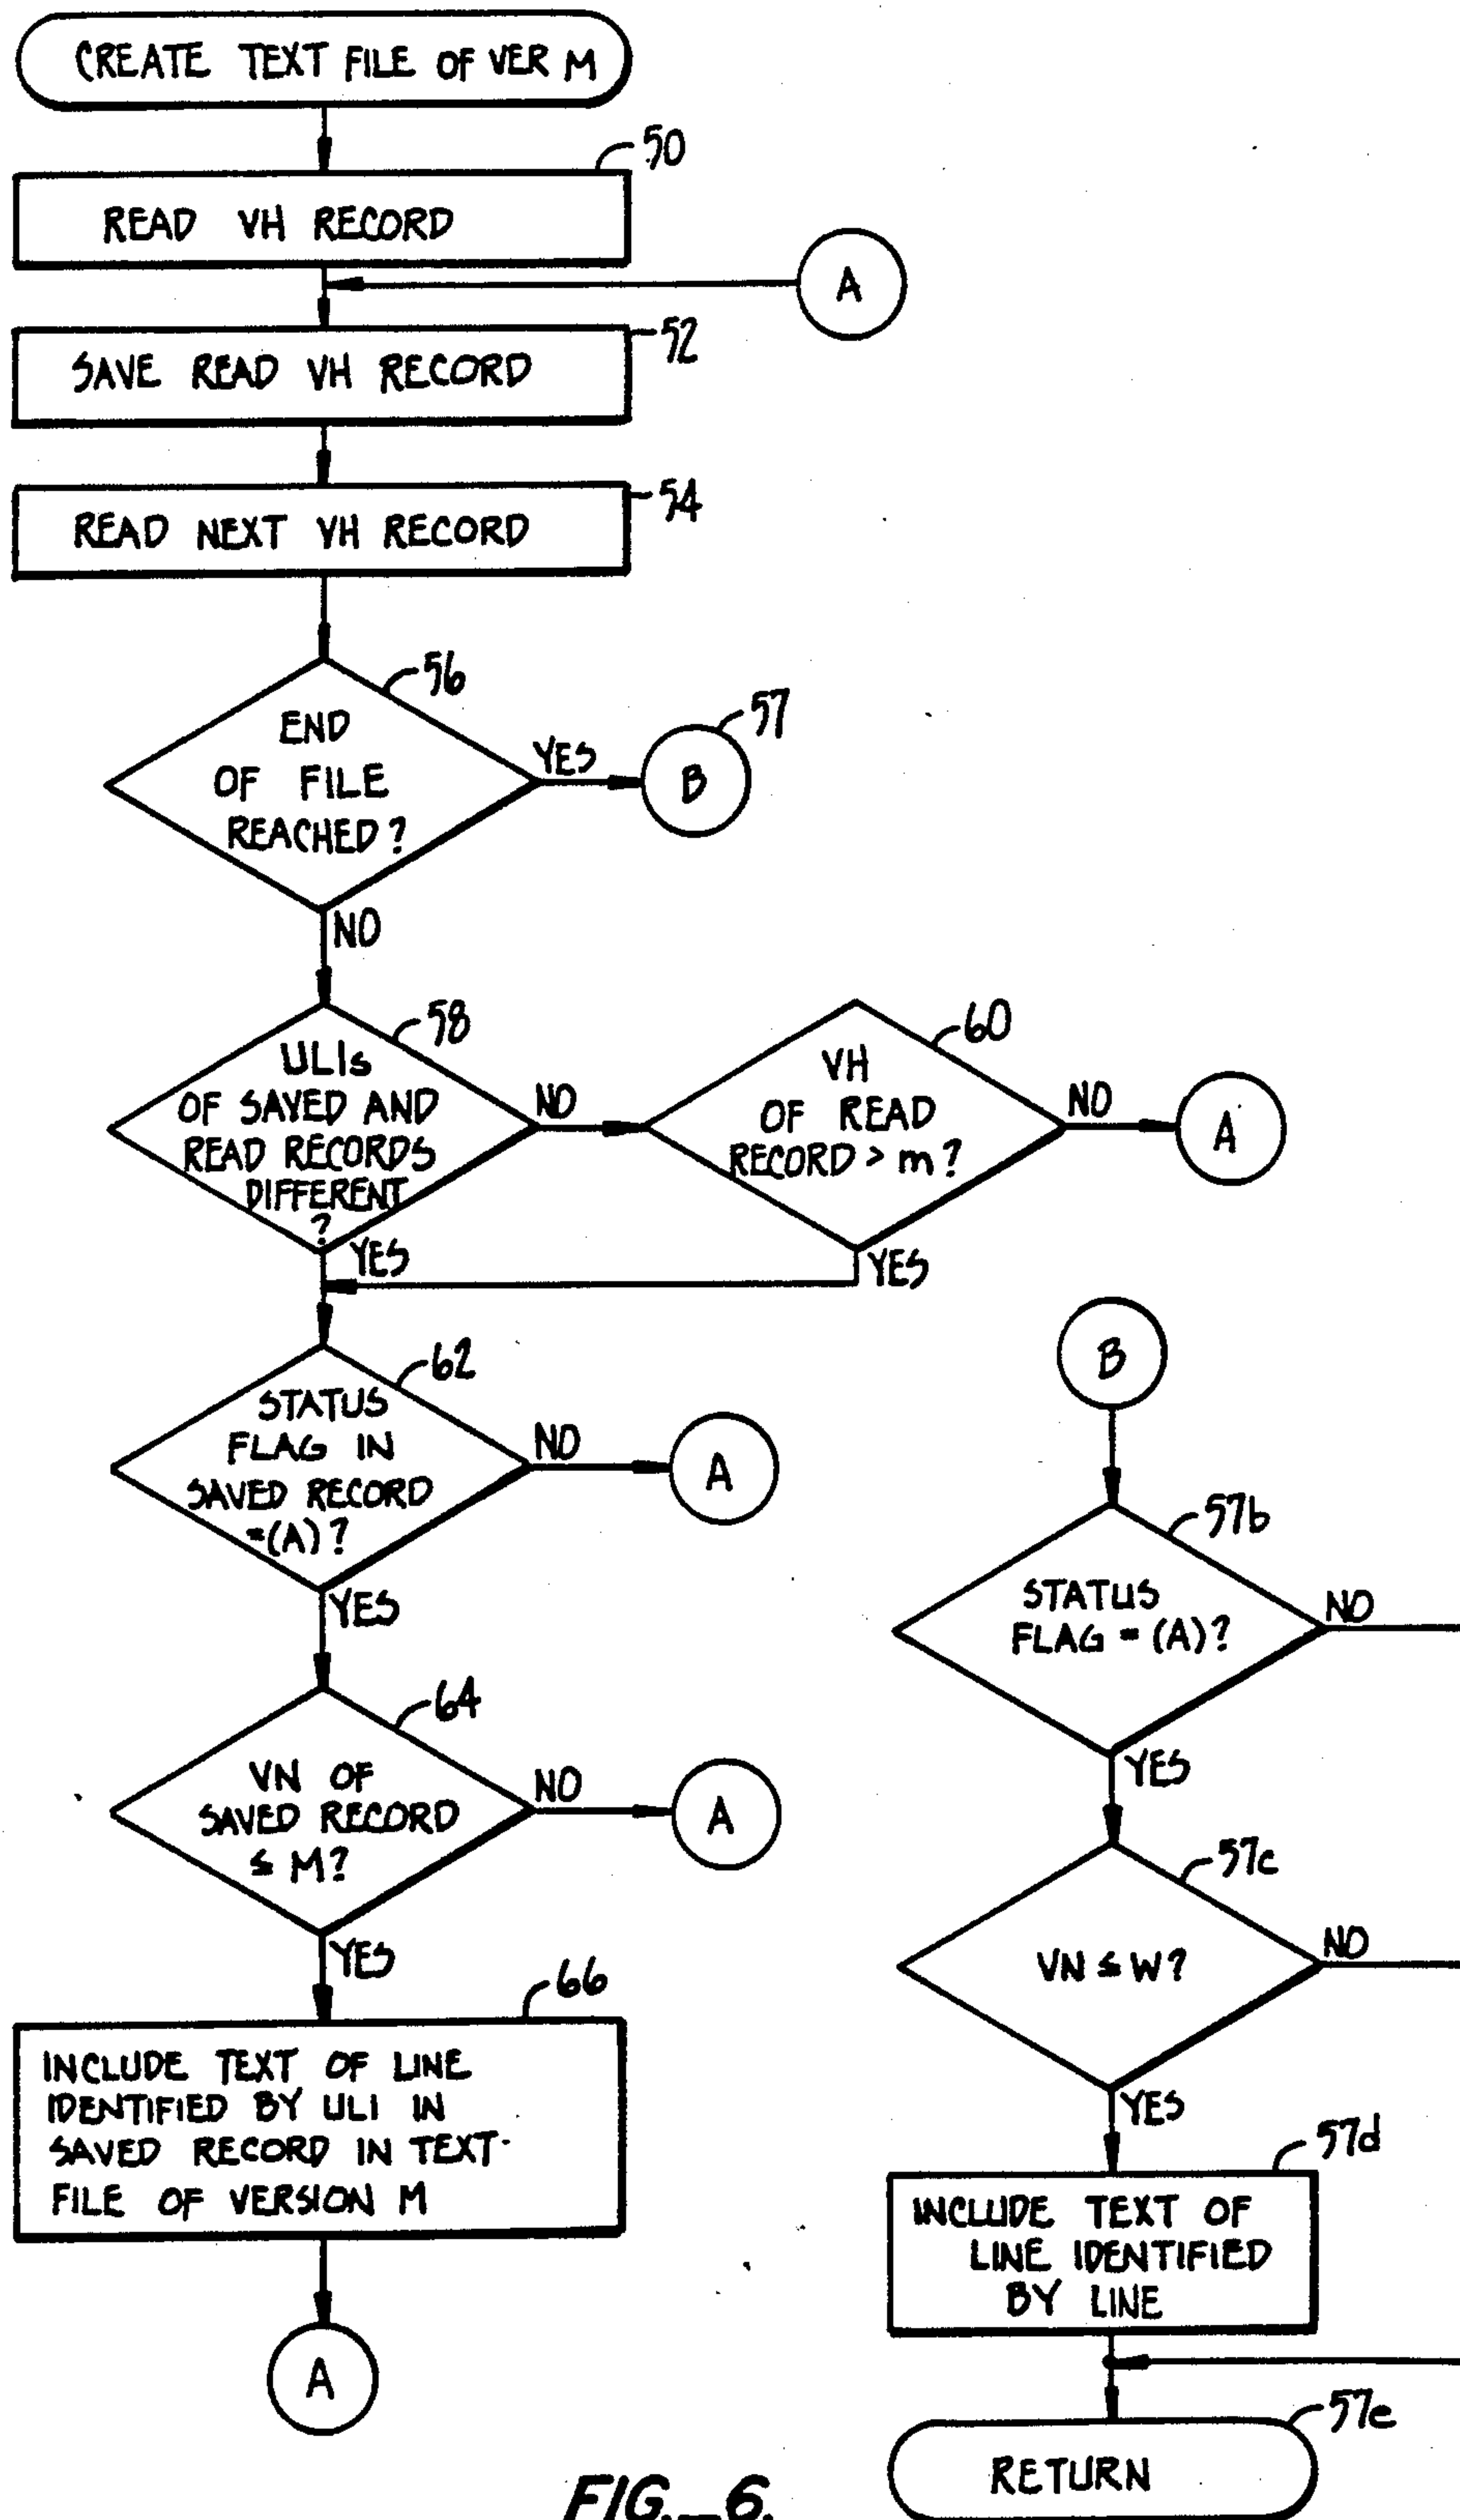 CREATE TEXT FILE OF VER M
50
READ VH RECORD
A
52
SAVE READ VH RECORD
54
READ NEXT VH RECORD
56
END
OF FILE
REACHED?
YES
57
B
NO
58
ULIs
OF SAVED AND
READ RECORDS
DIFFERENT
?
NO
60
VH
OF READ
RECORD > m?
NO
A
YES
YES
62
STATUS
FLAG IN
SAVED RECORD
=(A)?
NO
A
YES
64
VN OF
SAVED RECORD
≤ M?
NO
A
YES
66
INCLUDE TEXT OF LINE
IDENTIFIED BY ULI IN
SAVED RECORD IN TEXT-
FILE OF VERSION M
A
B
57b
STATUS
FLAG = (A)?
NO
YES
57c
VN ≤ W?
NO
YES
57d
INCLUDE TEXT OF
LINE IDENTIFIED
BY LINE
57e
RETURN
FIG._6.